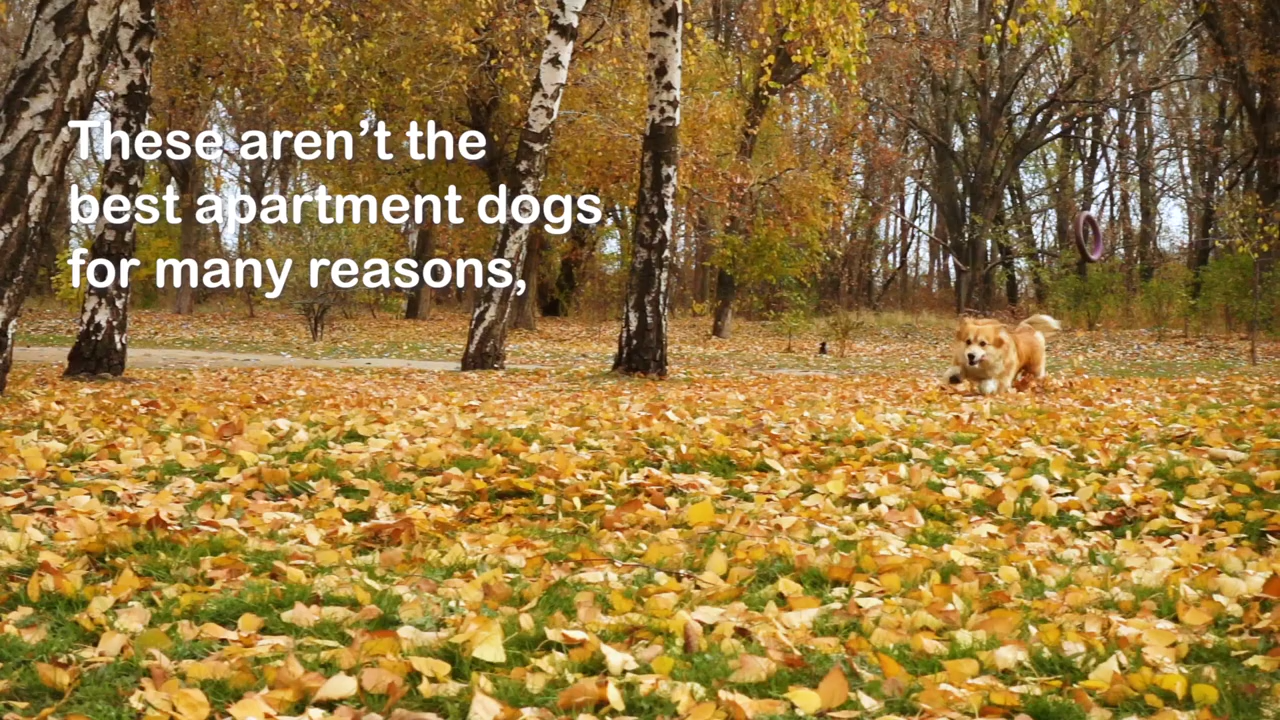 These aren’t the
best apartment dogs
for many reasons,